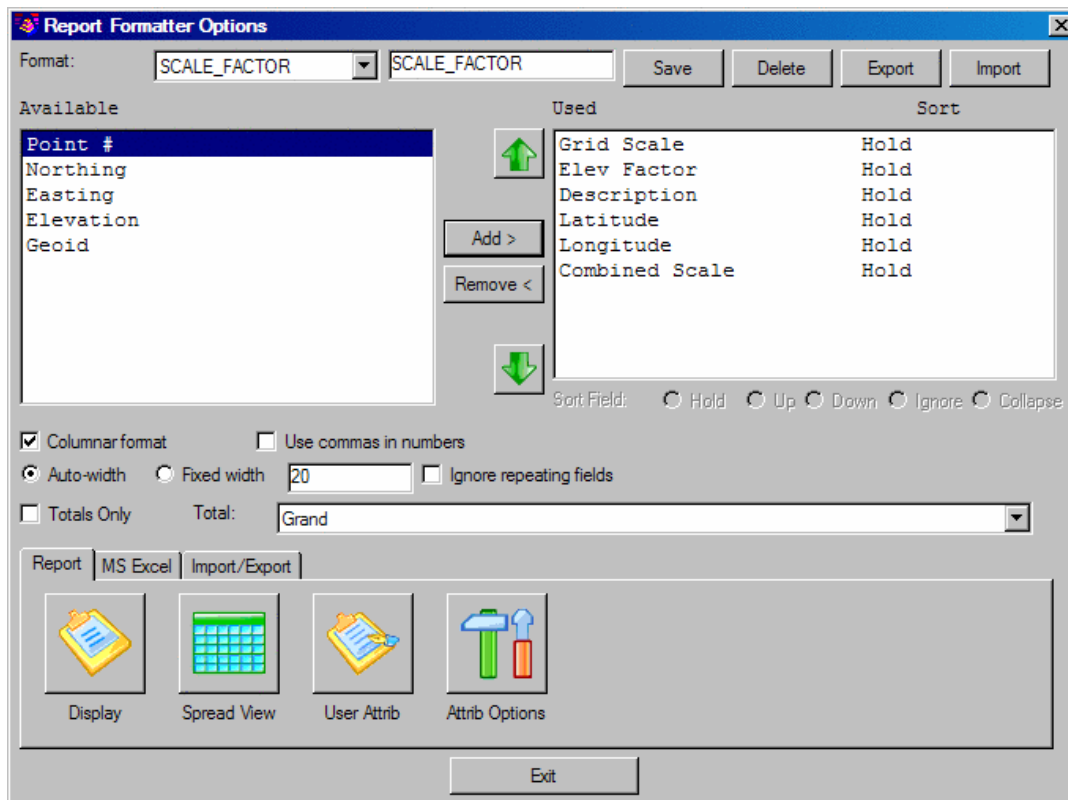 Report Formatter Options
Format: SCALE_FACTOR SCALE_FACTOR Save Delete Export Import
Available Used Sort
Point #
Northing
Easting
Elevation
Geoid
Add >
Remove <
Grid Scale Hold
Elev Factor Hold
Description Hold
Latitude Hold
Longitude Hold
Combined Scale Hold
Sort Field: Hold Up Down Ignore Collapse
Columnar format Use commas in numbers
Auto-width Fixed width 20 Ignore repeating fields
Totals Only Total: Grand
Report MS Excel Import/Export
Display Spread View User Attrib Attrib Options
Exit